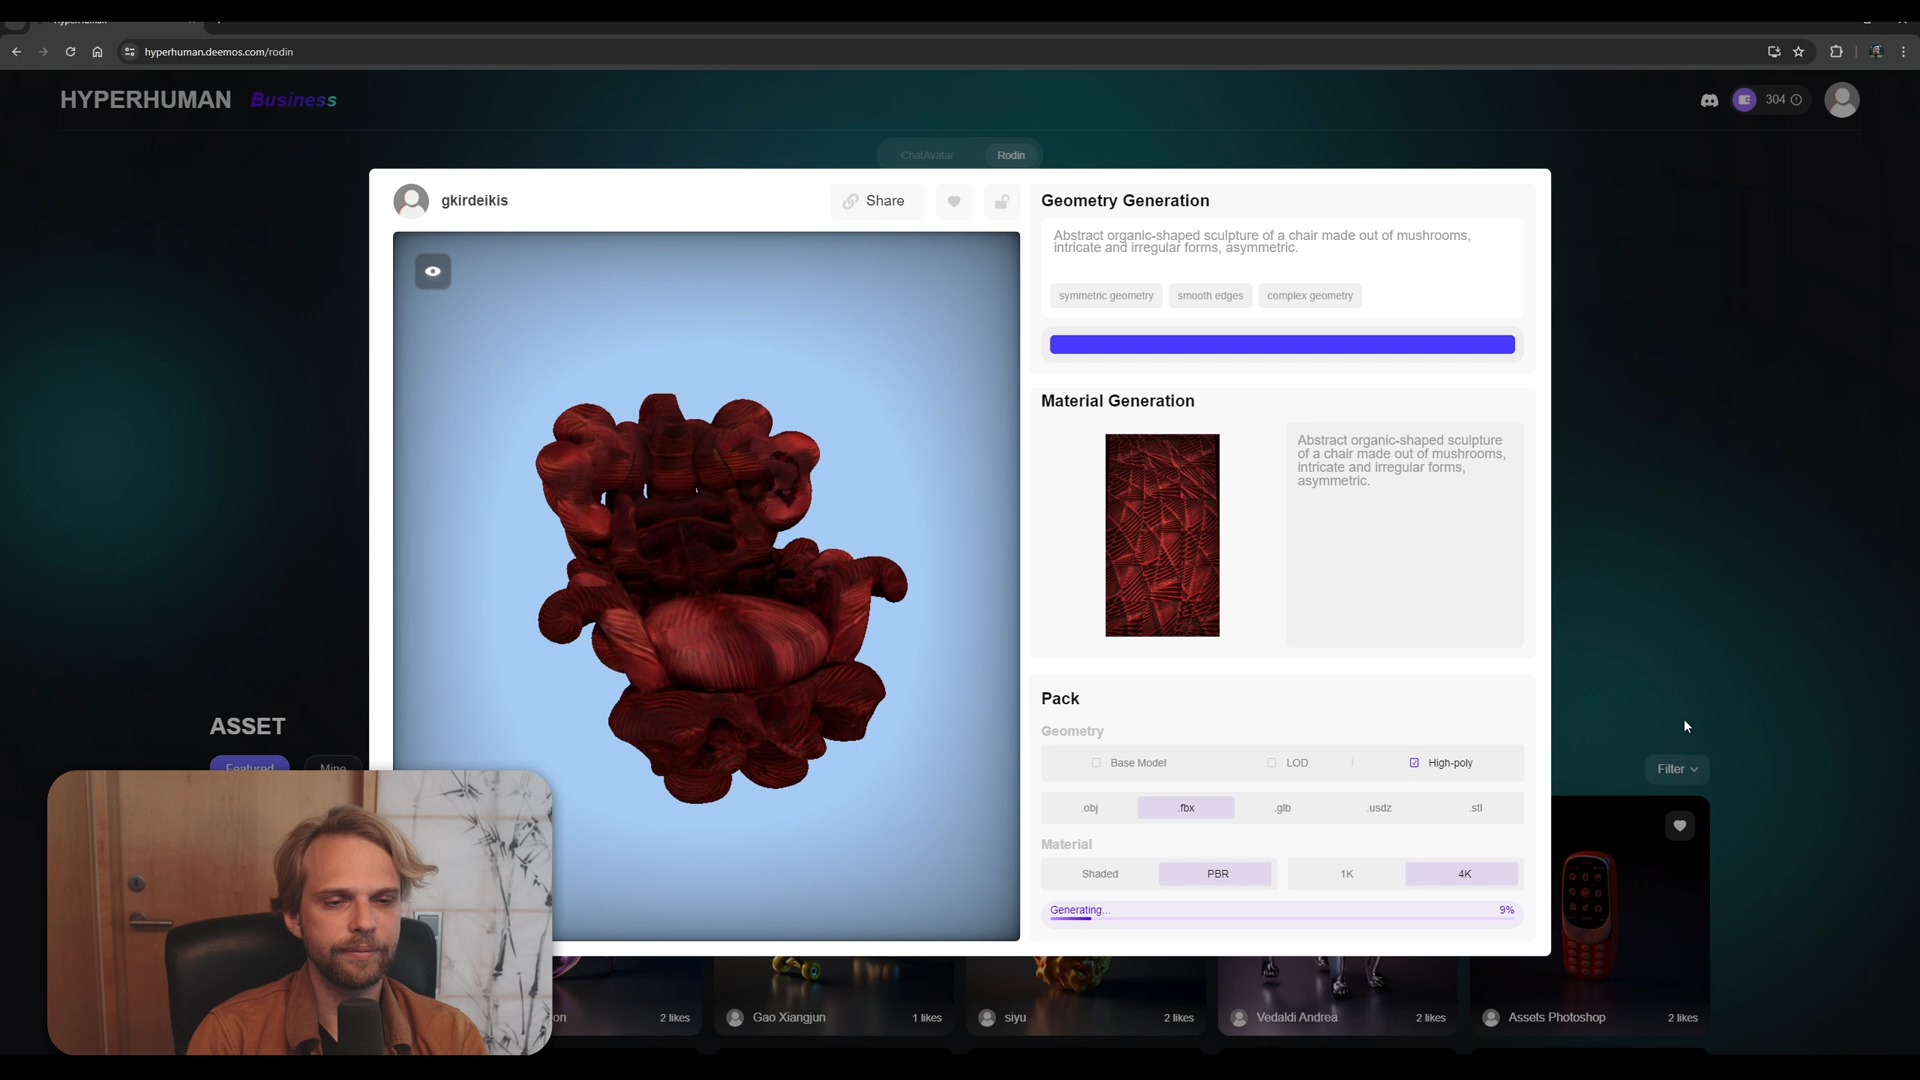 hyperhuman.deemos.com/rodin
HYPERHUMAN Business
304
ChatAvatar Rodin
gkirdeikis
Share
Geometry Generation
Abstract organic-shaped sculpture of a chair made out of mushrooms,
intricate and irregular forms, asymmetric.
symmetric geometry smooth edges complex geometry
Material Generation
Abstract organic-shaped sculpture
of a chair made out of mushrooms,
intricate and irregular forms,
asymmetric.
Pack
Geometry
Base Model LOD High-poly
.obj .fbx .glb .usdz .stl
Material
Shaded PBR 1K 4K
Generating... 9%
ASSET
Featured Mine
Filter
on 2 likes
Gao Xiangjun 1 likes
siyu 2 likes
Vedaldi Andrea 2 likes
Assets Photoshop 2 likes